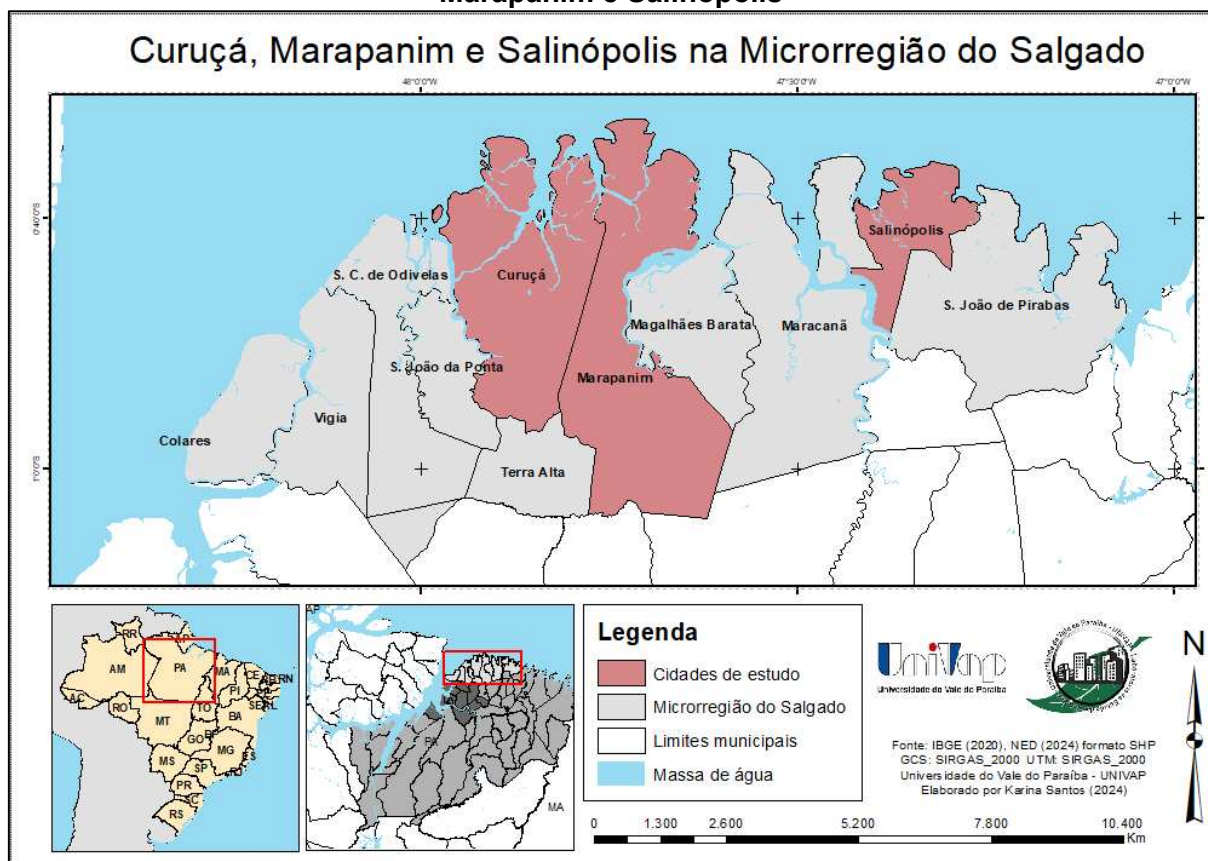 Marapanim e Salinópolis
Curuçá, Marapanim e Salinópolis na Microrregião do Salgado
48°0'0"W
47°30'0"W
47°0'0"W
0°40'0"S
1°0'0"S
Salinópolis
S. C. de Odivelas
Curuçá
S. João de Pirabas
Magalhães Barata
Maracanã
S. João da Ponta
Marapanim
Vigia
Colares
Terra Alta
RR
AM
PA
MA
CE
RN
PI
AC
RO
TO
MT
BA
GO
MG
ES
MS
SP
RJ
PR
SC
RS
AP
MA
Legenda
Cidades de estudo
Microrregião do Salgado
Limites municipais
Massa de água
UniVap
Universidade do Vale do Paraíba
N
Fonte: IBGE (2020), NED (2024) formato SHP
GCS: SIRGAS_2000 UTM: SIRGAS_2000
Universidade do Vale do Paraíba - UNIVAP
Elaborado por Karina Santos (2024)
0 1.300 2.600 5.200 7.800 10.400
Km